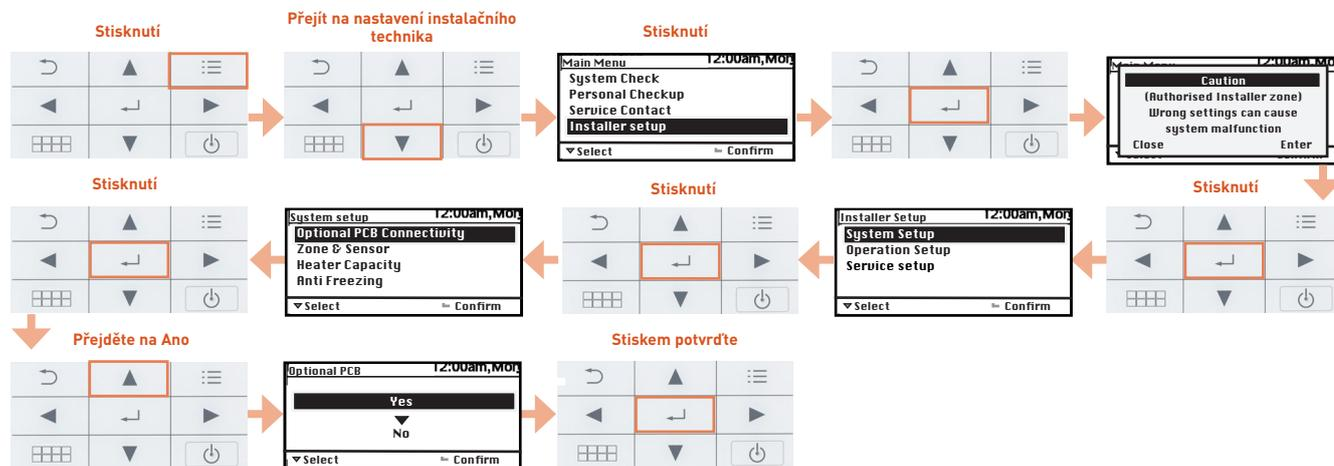 Stisknutí
Přejít na nastavení instalačního
technika
Stisknutí
Main Menu 12:00am,Mon
System Check
Personal Checkup
Service Contact
Installer setup
Select Confirm
Caution
(Authorised Installer zone)
Wrong settings can cause
system malfunction
Close Enter
Stisknutí
Stisknutí
Stisknutí
System setup 12:00am,Mon
Optional PCB Connectivity
Zone & Sensor
Heater Capacity
Anti Freezing
Select Confirm
Installer Setup 12:00am,Mon
System Setup
Operation Setup
Service setup
Select Confirm
Přejděte na Ano
Stiskem potvrďte
Optional PCB 12:00am,Mon
Yes
No
Select Confirm